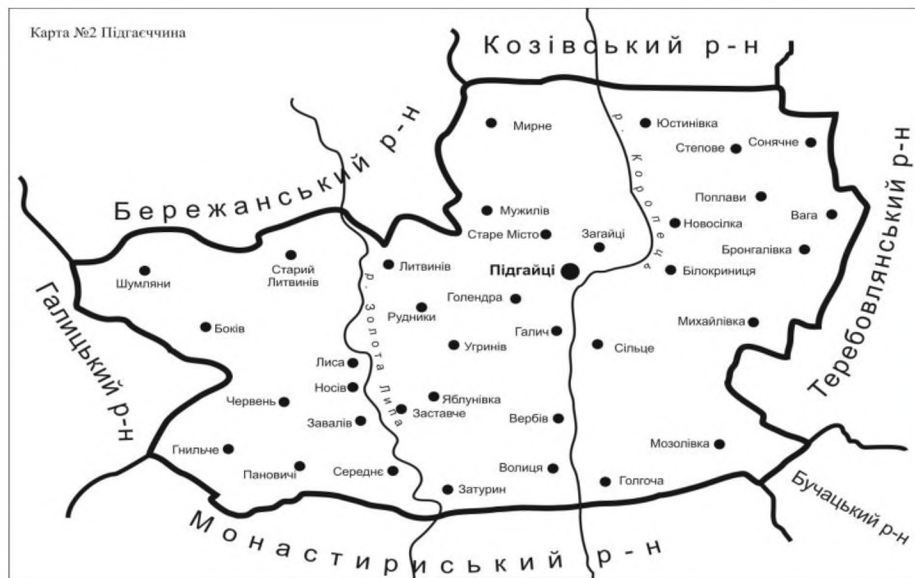 Карта №2 Підгаєччина
Козівський р-н
Бережанський р-н
Галицький р-н
Теребовлянський р-н
Бучацький р-н
Монастириський р-н
р. Коропець
р. Золота Липа
Мирне
Юстинівка
Степове
Сонячне
Поплави
Вага
Мужилів
Новосілка
Старе Місто
Загайці
Бронгалівка
Шумляни
Старий
Литвинів
Литвинів
Підгайці
Білокриниця
Голендра
Рудники
Боків
Галич
Михайлівка
Угринів
Сільце
Лиса
Носів
Червень
Яблунівка
Заставче
Завалів
Вербів
Мозолівка
Гнильче
Пановичі
Середнє
Волиця
Затурин
Голгоча